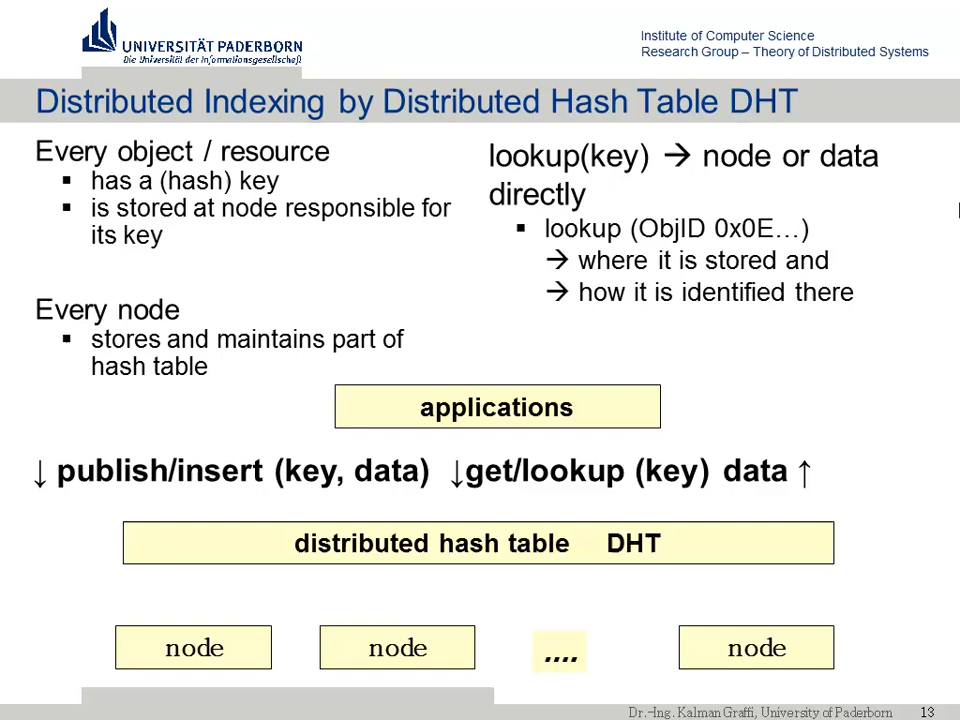 UNIVERSITÄT PADERBORN
Die Universität der Informationsgesellschaft
Institute of Computer Science
Research Group – Theory of Distributed Systems
Distributed Indexing by Distributed Hash Table DHT
Every object / resource
▪ has a (hash) key
▪ is stored at node responsible for
its key
Every node
▪ stores and maintains part of
hash table
lookup(key) → node or data
directly
▪ lookup (ObjID 0x0E…)
→ where it is stored and
→ how it is identified there
applications
↓ publish/insert (key, data) ↓get/lookup (key) data ↑
distributed hash table DHT
node node .... node
Dr.-Ing. Kalman Graffi, University of Paderborn 13